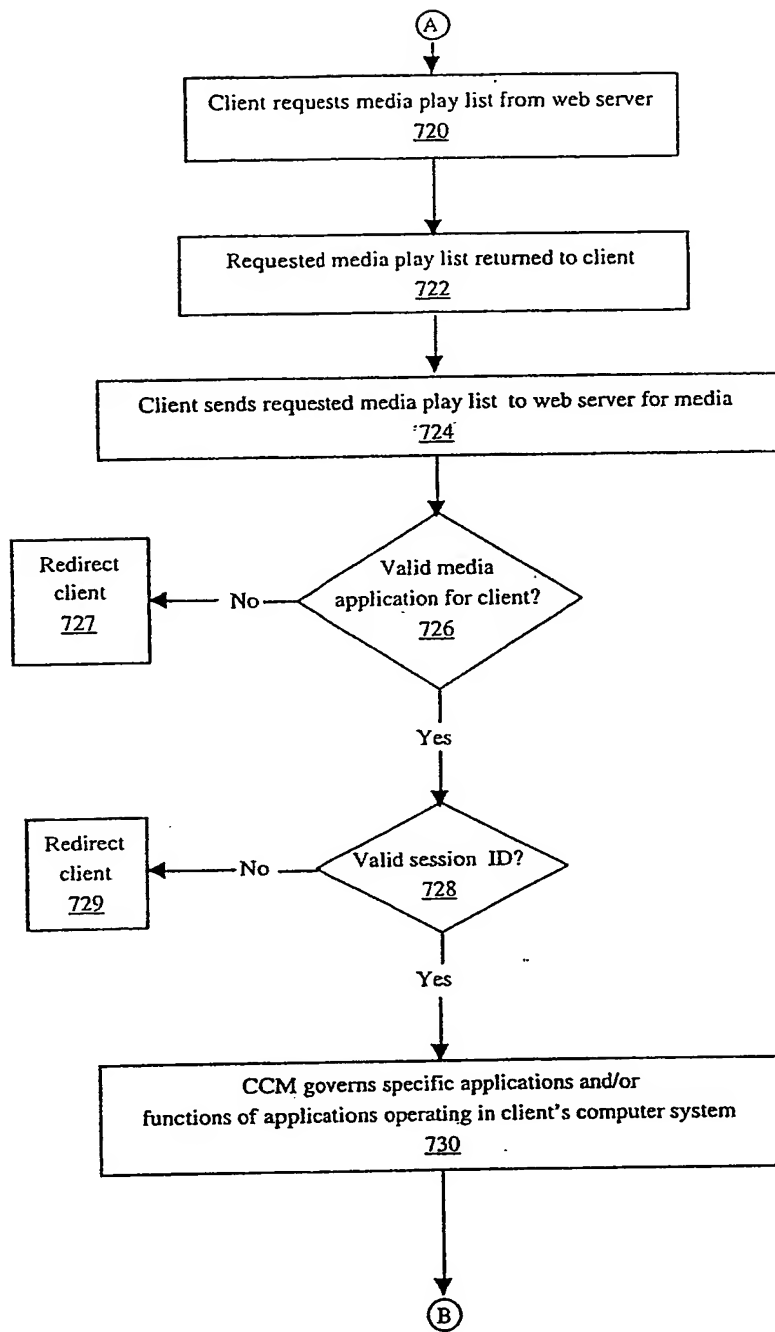 A
Client requests media play list from web server
720
Requested media play list returned to client
722
Client sends requested media play list to web server for media
724
Valid media
application for client?
726
No
Redirect
client
727
Yes
Valid session ID?
728
No
Redirect
client
729
Yes
CCM governs specific applications and/or
functions of applications operating in client's computer system
730
B